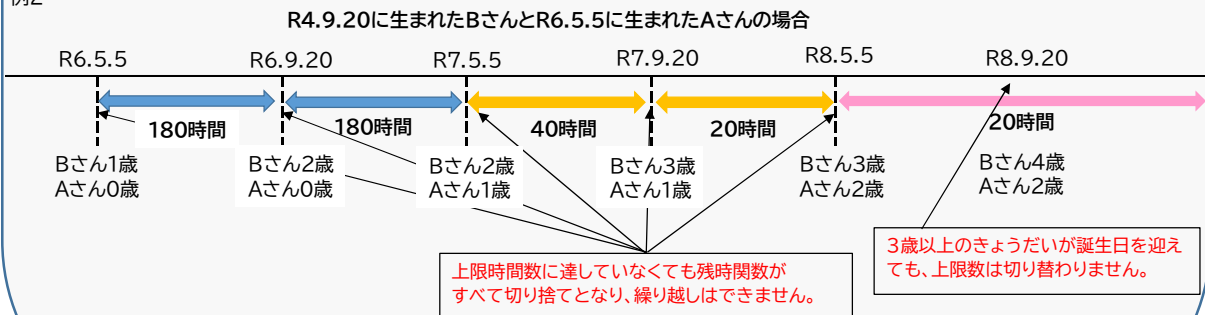 例2
R4.9.20に生まれたBさんとR6.5.5に生まれたAさんの場合
R6.5.5 R6.9.20 R7.5.5 R7.9.20 R8.5.5 R8.9.20
180時間 180時間 40時間 20時間 20時間
Bさん1歳 Bさん2歳 Bさん2歳 Bさん3歳 Bさん3歳 Bさん4歳
Aさん0歳 Aさん0歳 Aさん1歳 Aさん1歳 Aさん2歳 Aさん2歳
上限時間数に達していなくても残時関数が
すべて切り捨てとなり、繰り越しはできません。
3歳以上のきょうだいが誕生日を迎え
ても、上限数は切り替わりません。